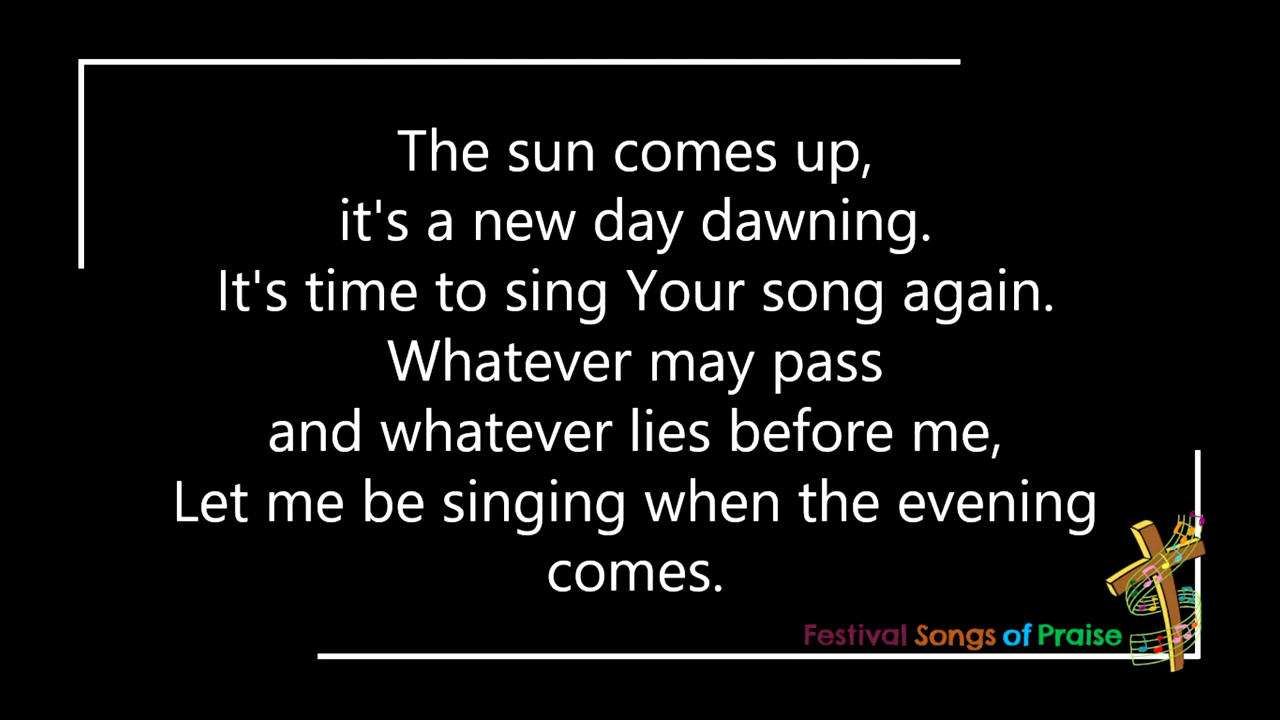 The sun comes up,
it's a new day dawning.
It's time to sing Your song again.
Whatever may pass
and whatever lies before me,
Let me be singing when the evening
comes.
Festival Songs of Praise